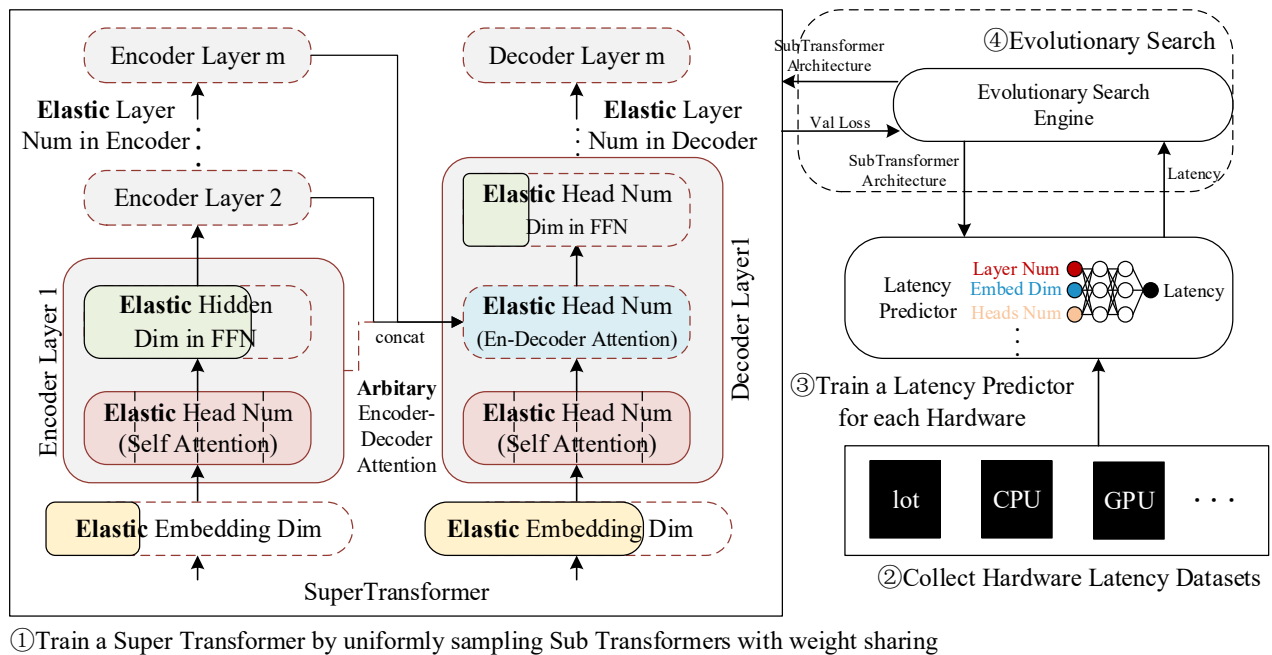 Encoder Layer m
Elastic Layer
Num in Encoder
Encoder Layer 2
Encoder Layer 1
Elastic Hidden
Dim in FFN
Elastic Head Num
(Self Attention)
Elastic Embedding Dim
Decoder Layer m
Elastic Layer
Num in Decoder
Decoder Layer1
Elastic Head Num
Dim in FFN
Elastic Head Num
(En-Decoder Attention)
concat
Arbitary
Encoder-
Decoder
Attention
Elastic Head Num
(Self Attention)
Elastic Embedding Dim
SuperTransformer
①Train a Super Transformer by uniformly sampling Sub Transformers with weight sharing
④Evolutionary Search
SubTransformer
Architecture
Evolutionary Search
Engine
Val Loss
SubTransformer
Architecture
Latency
Latency
Predictor
Layer Num
Embed Dim
Heads Num
Latency
③Train a Latency Predictor
for each Hardware
lot
CPU
GPU
②Collect Hardware Latency Datasets